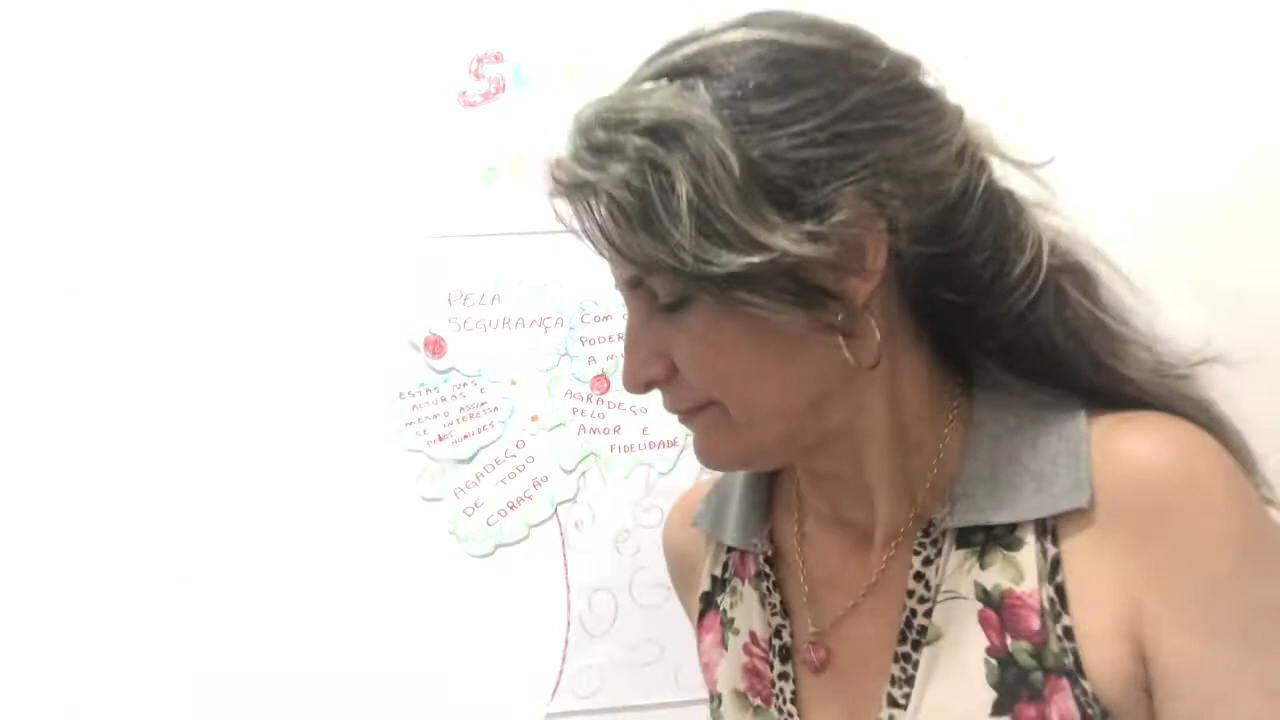 S
PELA
SEGURANÇA
COM
PODER
A
ESTÁS NAS
ALTURAS E
MESMO ASSIM
SE INTERESSA
PELOS HUMILDES
AGRADEÇO
PELO
AMOR E
FIDELIDADE
AGADEÇO
DE TODO
CORAÇÃO